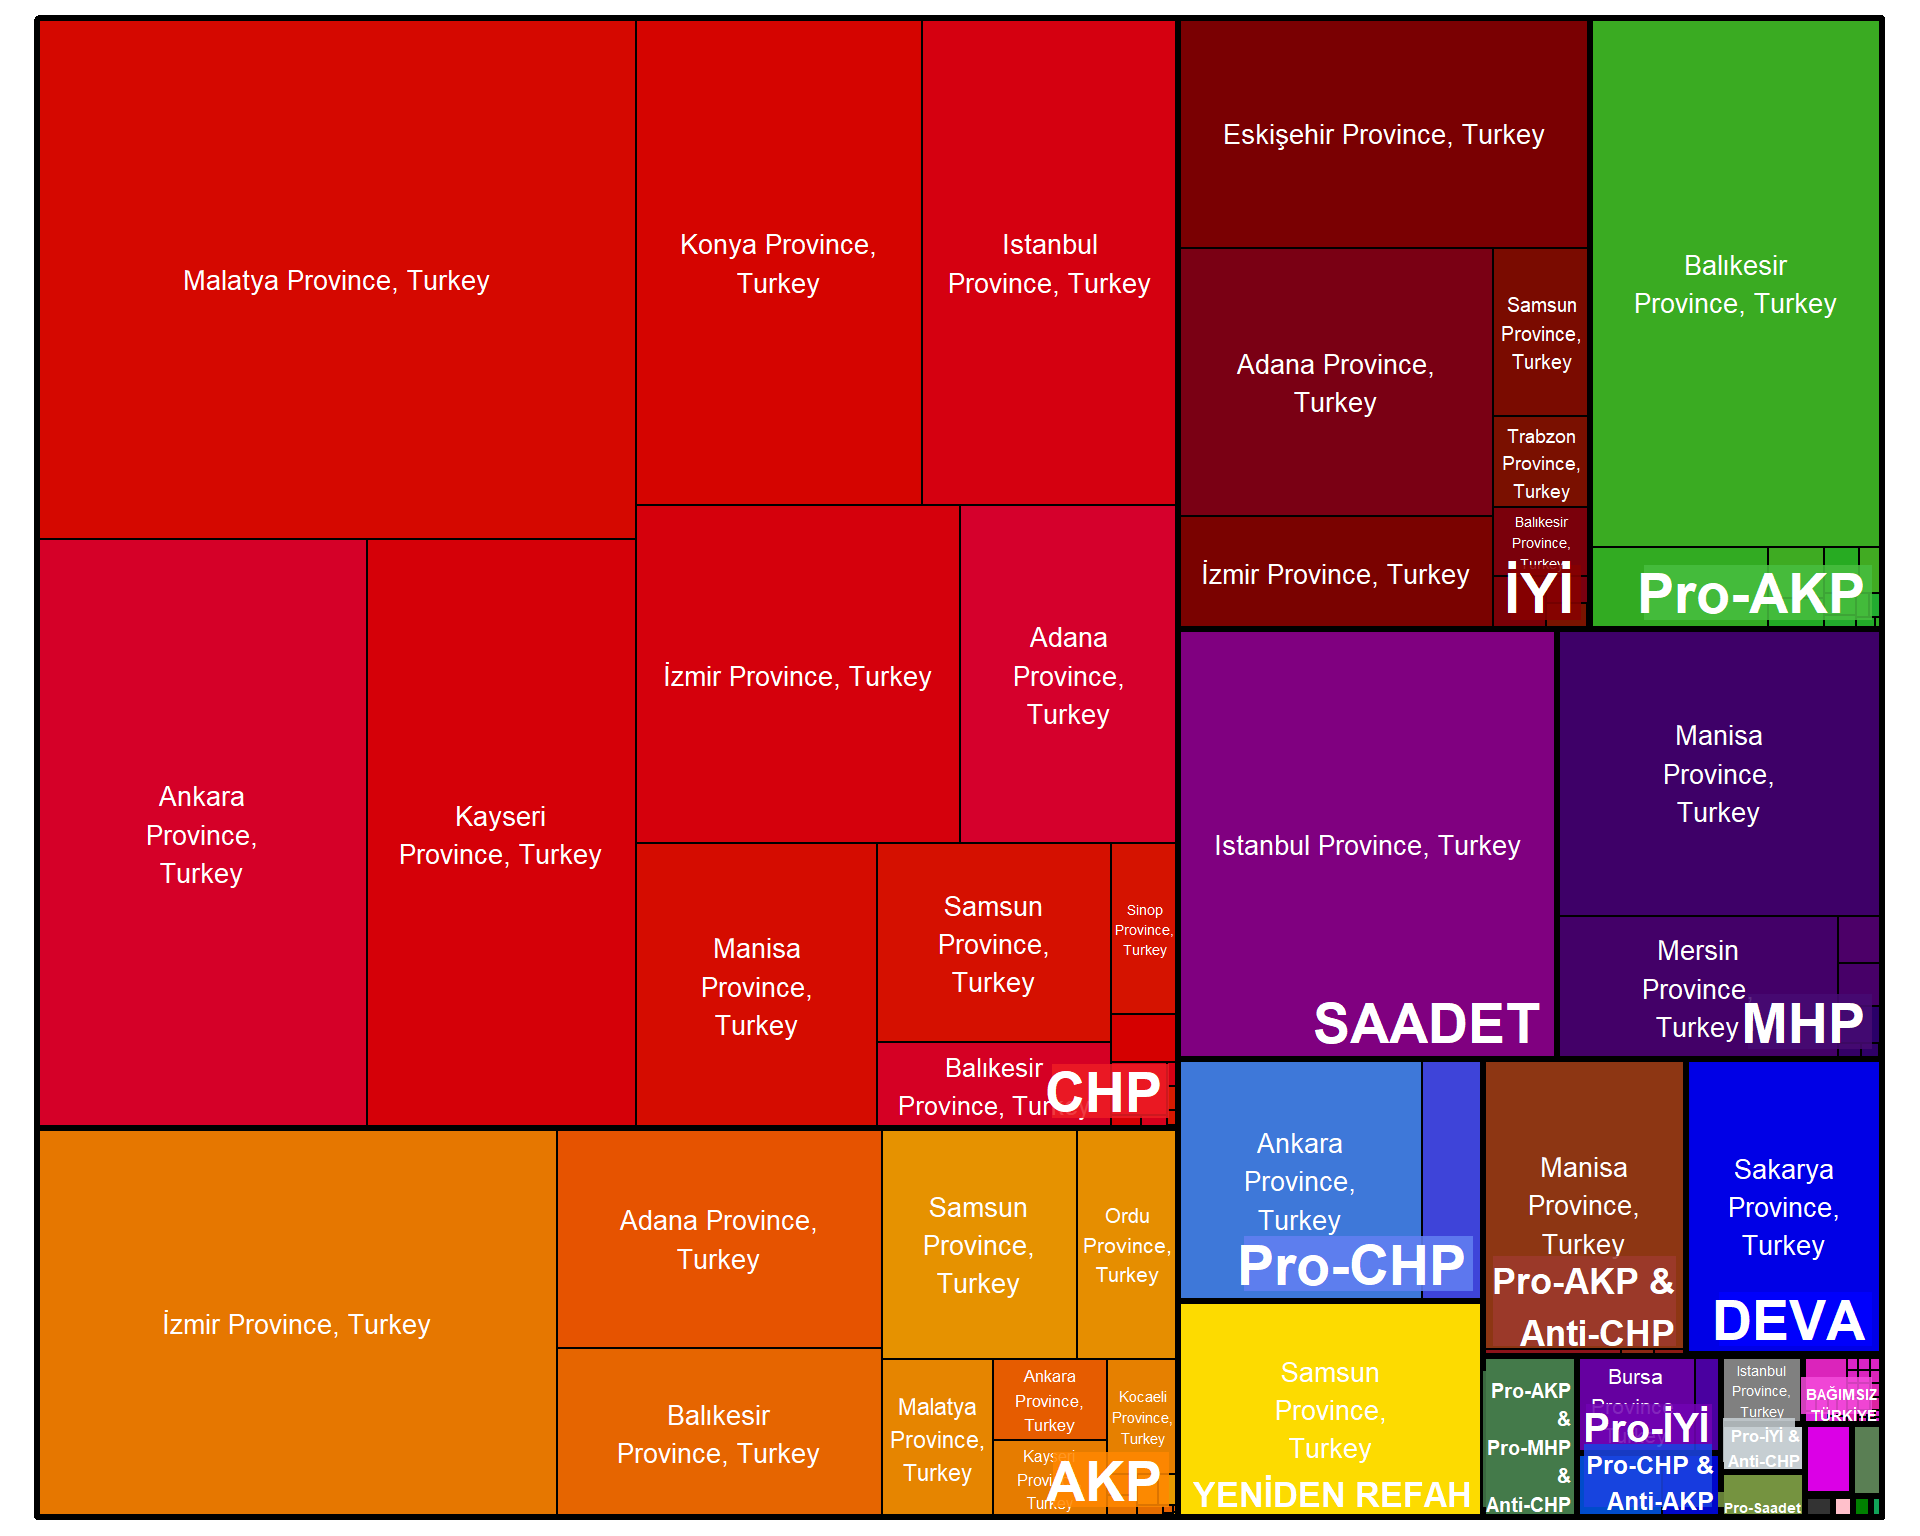 Malatya Province, Turkey
Konya Province,
Turkey
Istanbul
Province, Turkey
Ankara
Province,
Turkey
Kayseri
Province, Turkey
İzmir Province, Turkey
Adana
Province,
Turkey
Manisa
Province,
Turkey
Samsun
Province,
Turkey
Sinop
Province,
Turkey
Balıkesir
Province, Turkey
CHP
Eskişehir Province, Turkey
Adana Province,
Turkey
Samsun
Province,
Turkey
Trabzon
Province,
Turkey
Balıkesir
Province,
Turkey
İzmir Province, Turkey
İYİ
Balıkesir
Province, Turkey
Pro-AKP
Istanbul Province, Turkey
SAADET
Manisa
Province,
Turkey
Mersin
Province,
Turkey
MHP
İzmir Province, Turkey
Adana Province,
Turkey
Balıkesir
Province, Turkey
Samsun
Province,
Turkey
Ordu
Province,
Turkey
Malatya
Province,
Turkey
Ankara
Province,
Turkey
Kayseri
Province,
Turkey
Kocaeli
Province,
Turkey
AKP
Ankara
Province,
Turkey
Pro-CHP
Manisa
Province,
Turkey
Pro-AKP &
Anti-CHP
Sakarya
Province,
Turkey
DEVA
Samsun
Province,
Turkey
YENİDEN REFAH
Pro-AKP
&
Pro-MHP
&
Anti-CHP
Bursa
Province,
Turkey
Pro-İYİ
Pro-CHP &
Anti-AKP
Istanbul
Province,
Turkey
Pro-İYİ &
Anti-CHP
Pro-Saadet
BAĞIMSIZ
TÜRKİYE